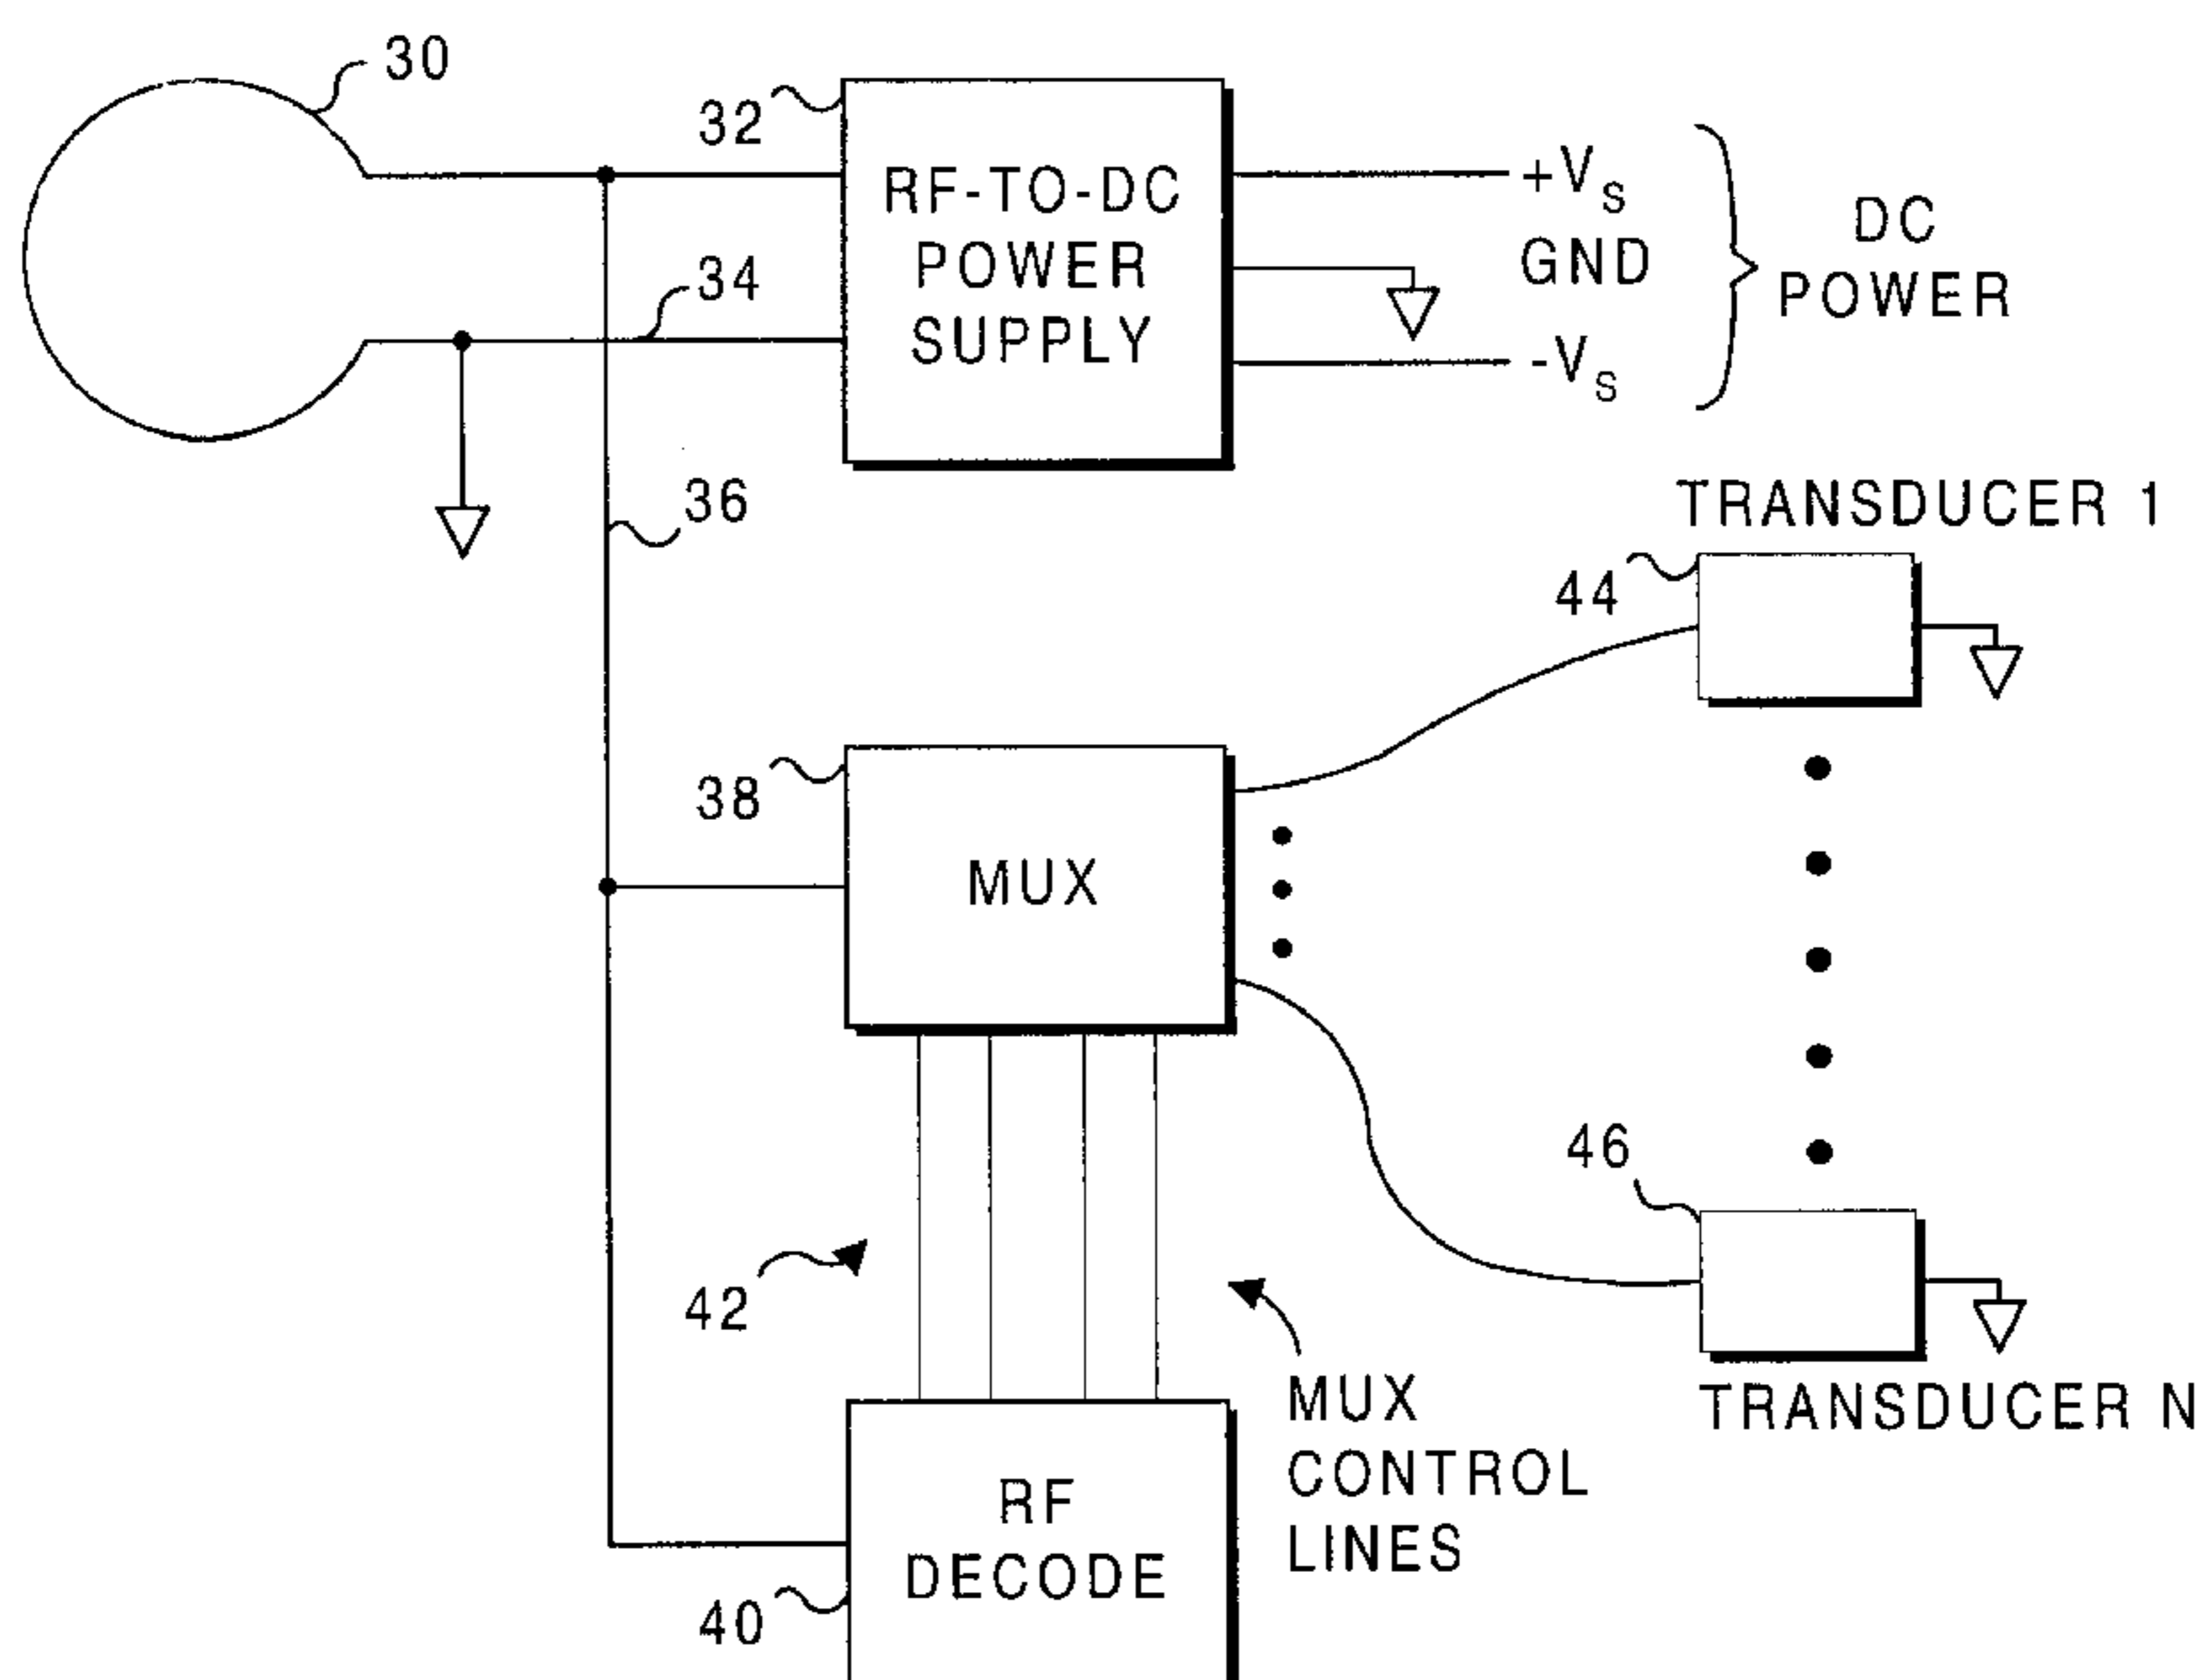 30
32
RF-TO-DC
POWER
SUPPLY
+VS
GND
-VS
DC
POWER
34
36
TRANSDUCER 1
44
38
MUX
46
42
TRANSDUCER N
MUX
CONTROL
LINES
RF
DECODE
40